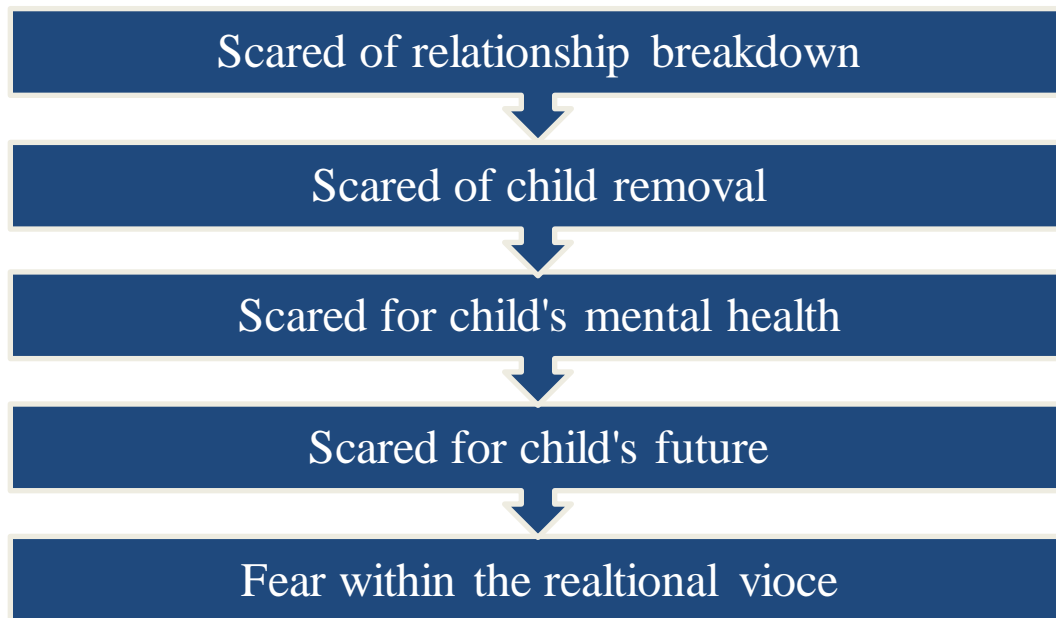 Scared of relationship breakdown
Scared of child removal
Scared for child's mental health
Scared for child's future
Fear within the realtional vioce